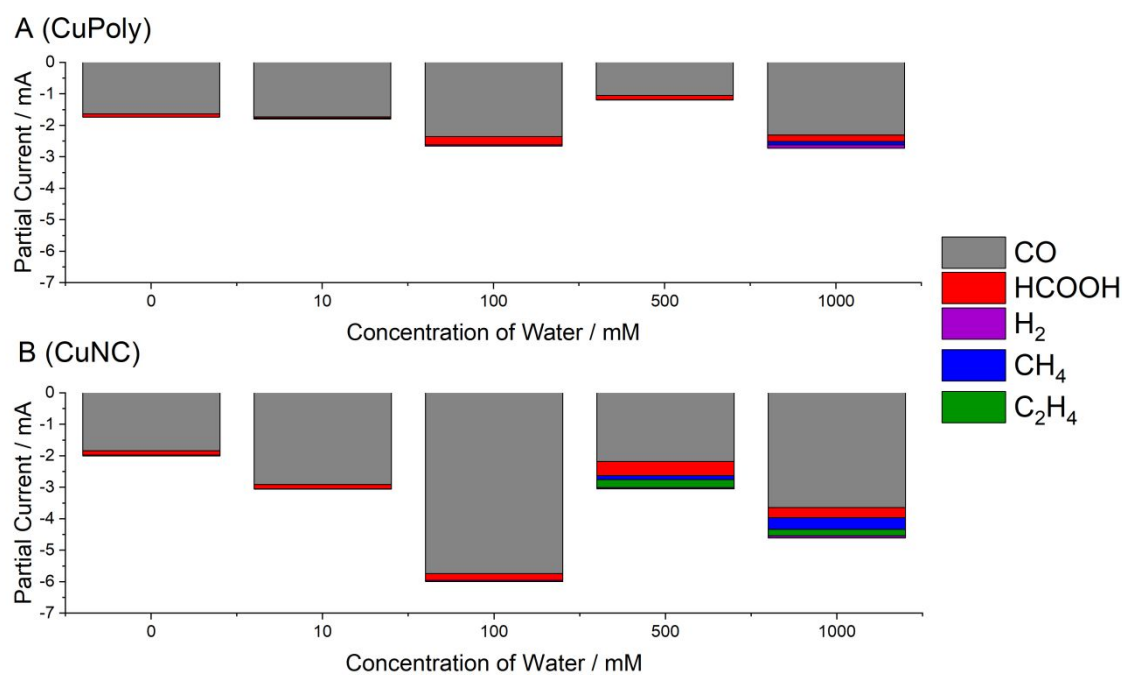 A (CuPoly)
Partial Current / mA
0
-1
-2
-3
-4
-5
-6
-7
0 10 100 500 1000
Concentration of Water / mM
B (CuNC)
Partial Current / mA
0
-1
-2
-3
-4
-5
-6
-7
0 10 100 500 1000
Concentration of Water / mM
CO
HCOOH
H₂
CH₄
C₂H₄